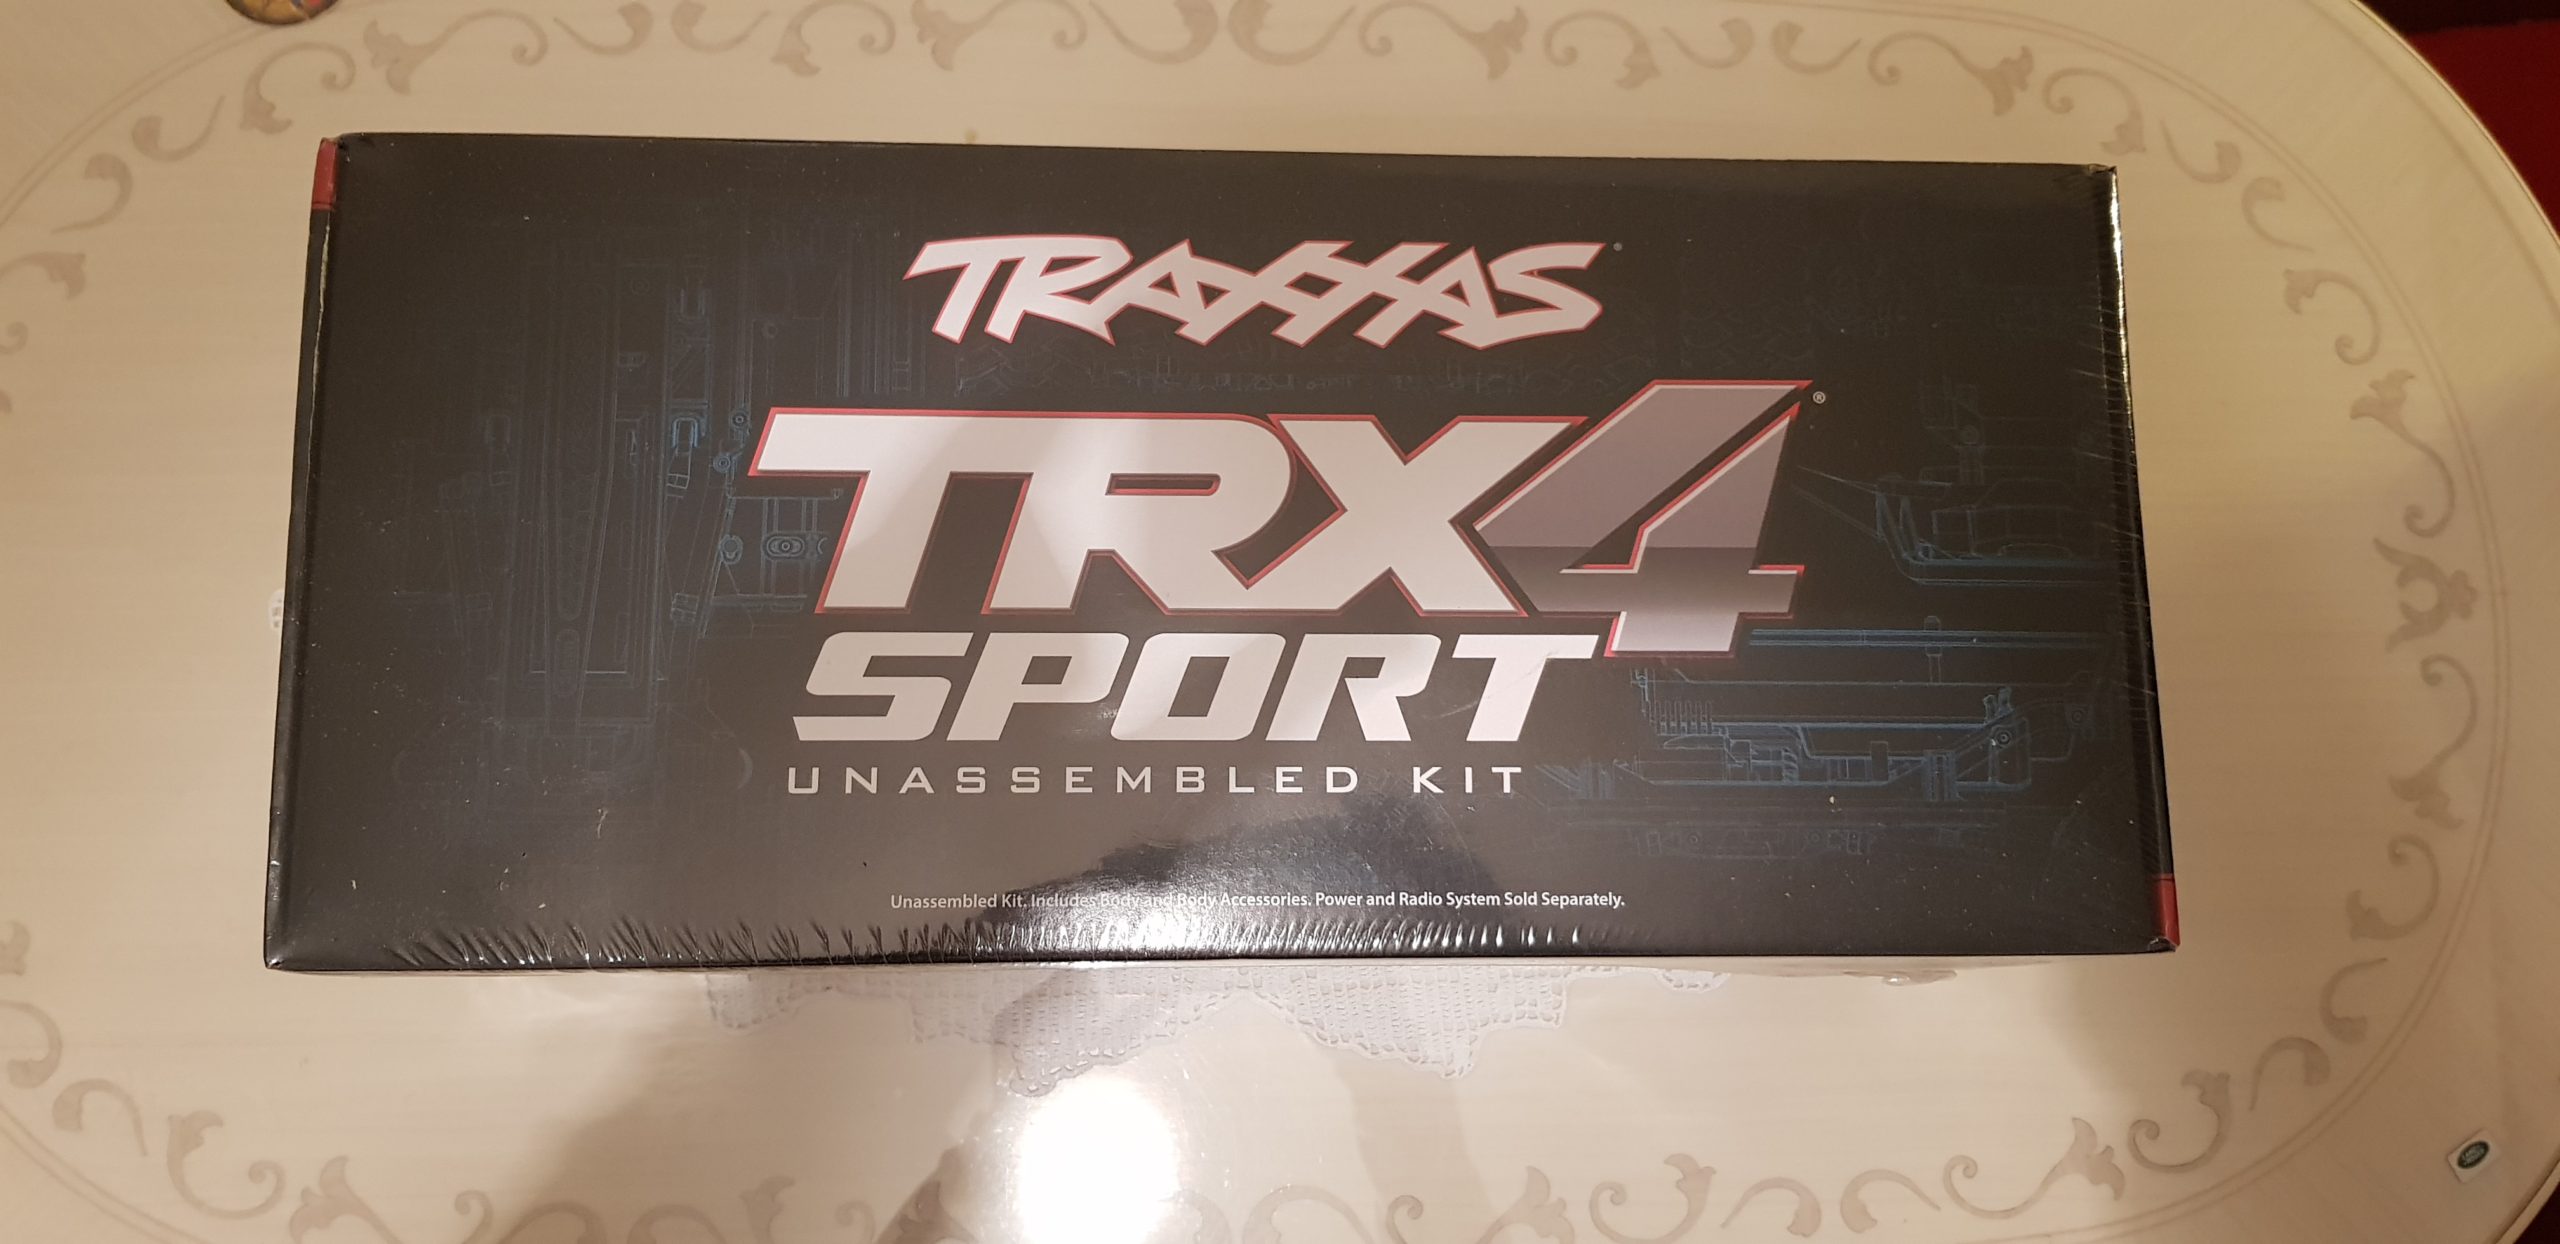 TRAXXAS®
TRX4®
SPORT
UNASSEMBLED KIT
Unassembled Kit. Includes Body and Body Accessories. Power and Radio System Sold Separately.